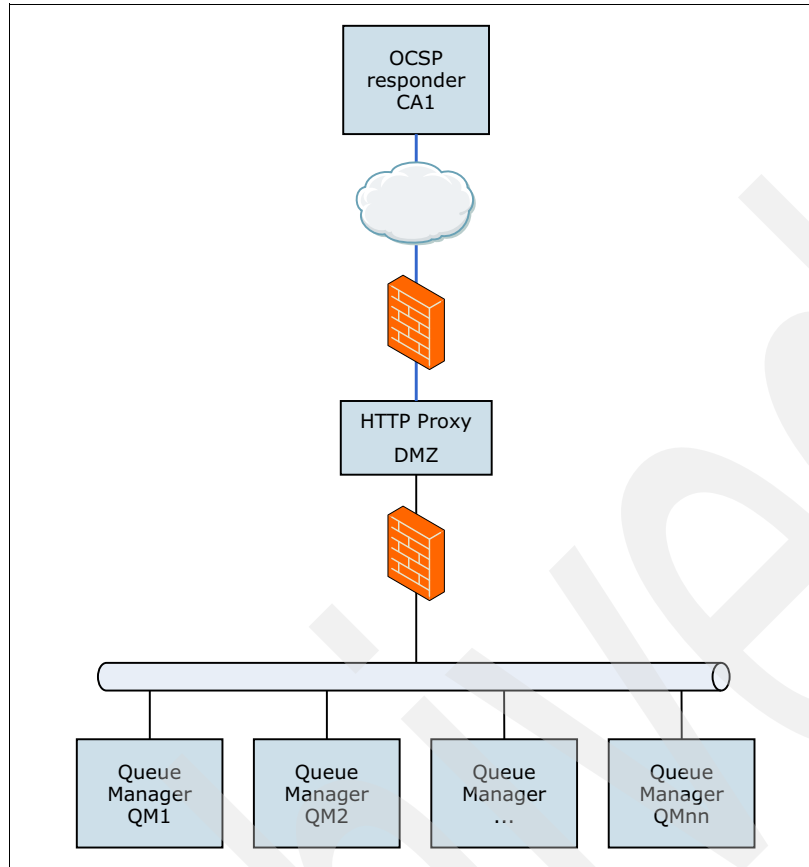 OCSP
responder
CA1
HTTP Proxy
DMZ
Queue
Manager
QM1
Queue
Manager
QM2
Queue
Manager
...
Queue
Manager
QMnn